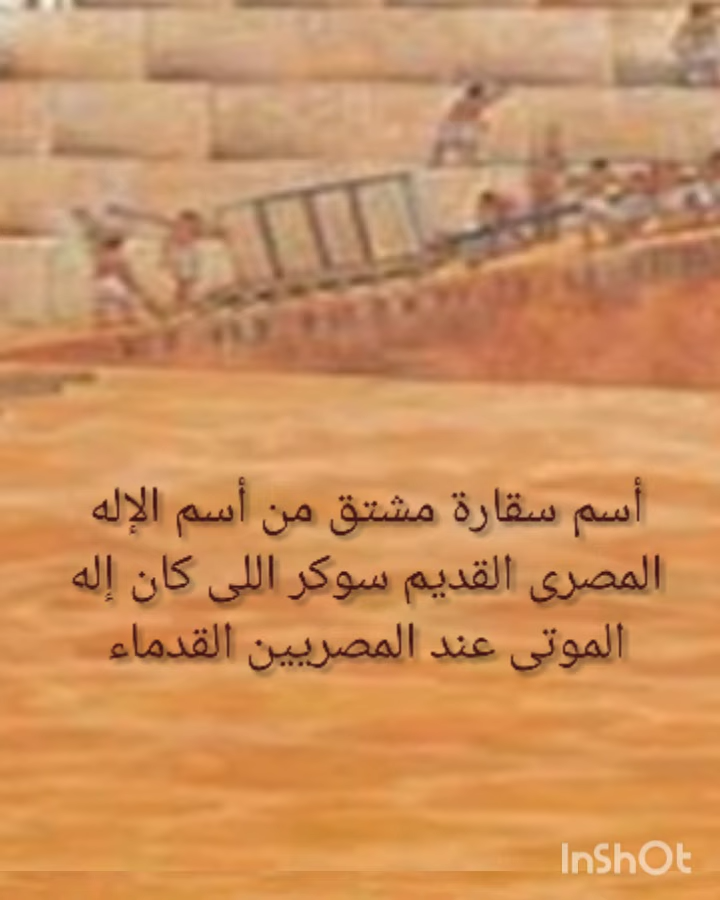 أسم سقارة مشتق من أسم الإله
المصرى القديم سوكر اللى كان إله
الموتى عند المصريين القدماء
InShOt